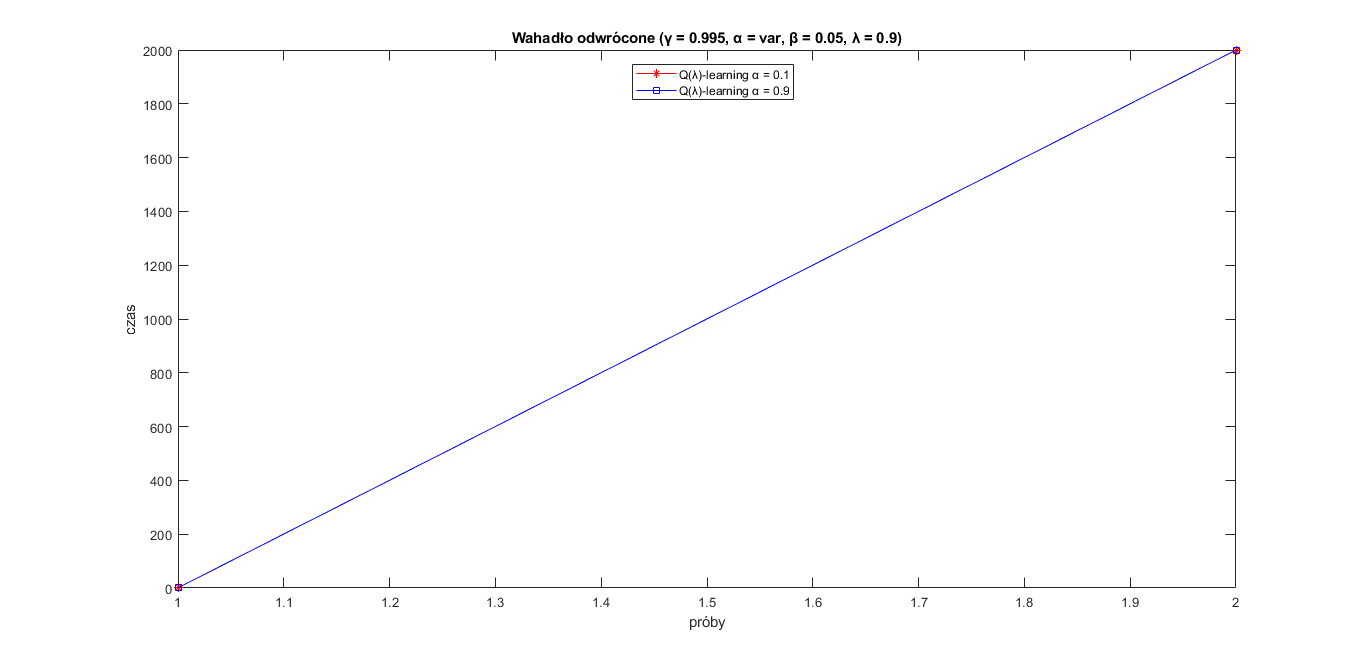 Wahadło odwrócone (γ = 0.995, α = var, β = 0.05, λ = 0.9)
Q(λ)-learning α = 0.1
Q(λ)-learning α = 0.9
2000
1800
1600
1400
1200
1000
800
600
400
200
0
czas
1 1.1 1.2 1.3 1.4 1.5 1.6 1.7 1.8 1.9 2
próby